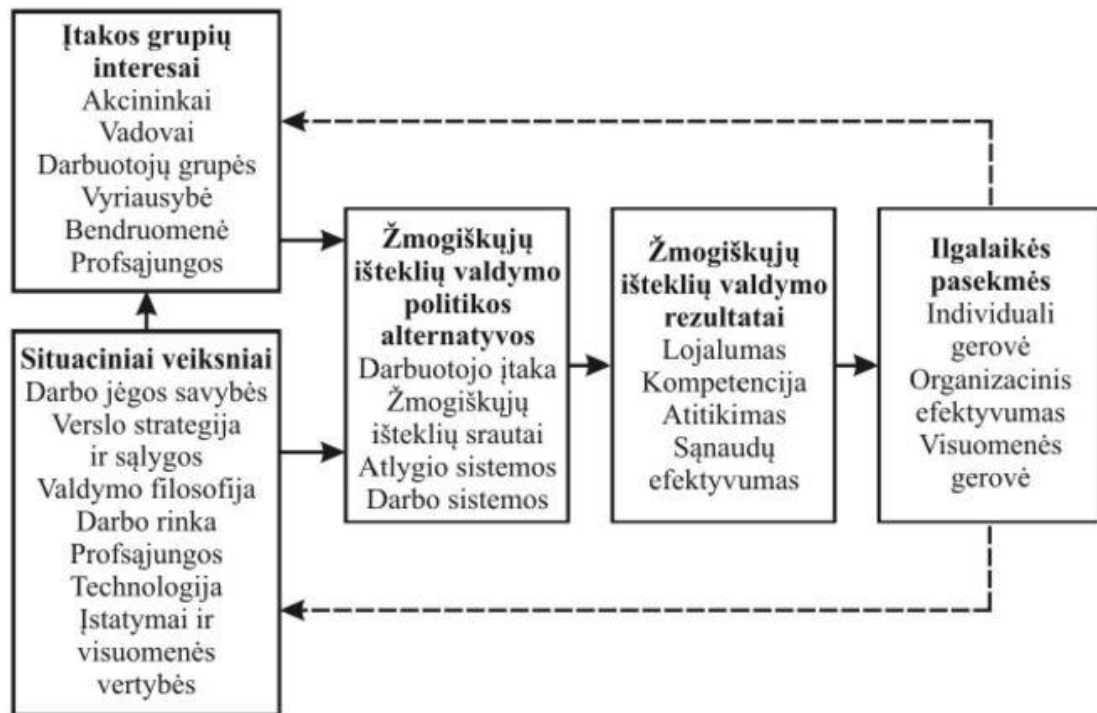 Įtakos grupių
interesai
Akcininkai
Vadovai
Darbuotojų grupės
Vyriausybė
Bendruomenė
Profsąjungos
Situaciniai veiksniai
Darbo jėgos savybės
Verslo strategija
ir sąlygos
Valdymo filosofija
Darbo rinka
Profsąjungos
Technologija
Įstatymai ir
visuomenės
vertybės
Žmogiškųjų
išteklių valdymo
politikos
alternatyvos
Darbuotojo įtaka
Žmogiškųjų
išteklių srautai
Atlygio sistemos
Darbo sistemos
Žmogiškųjų
išteklių valdymo
rezultatai
Lojalumas
Kompetencija
Atitikimas
Sąnaudų
efektyvumas
Ilgalaikės
pasekmės
Individuali
gerovė
Organizacinis
efektyvumas
Visuomenės
gerovė